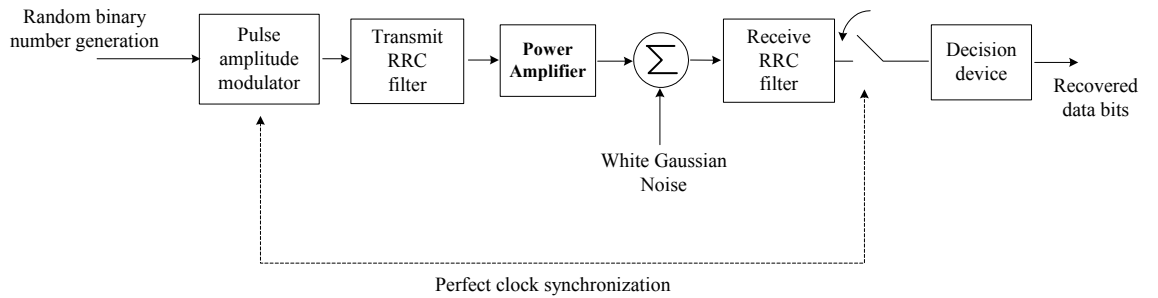 Random binary
number generation
Pulse
amplitude
modulator
Transmit
RRC
filter
Power
Amplifier
Σ
White Gaussian
Noise
Receive
RRC
filter
Decision
device
Recovered
data bits
Perfect clock synchronization